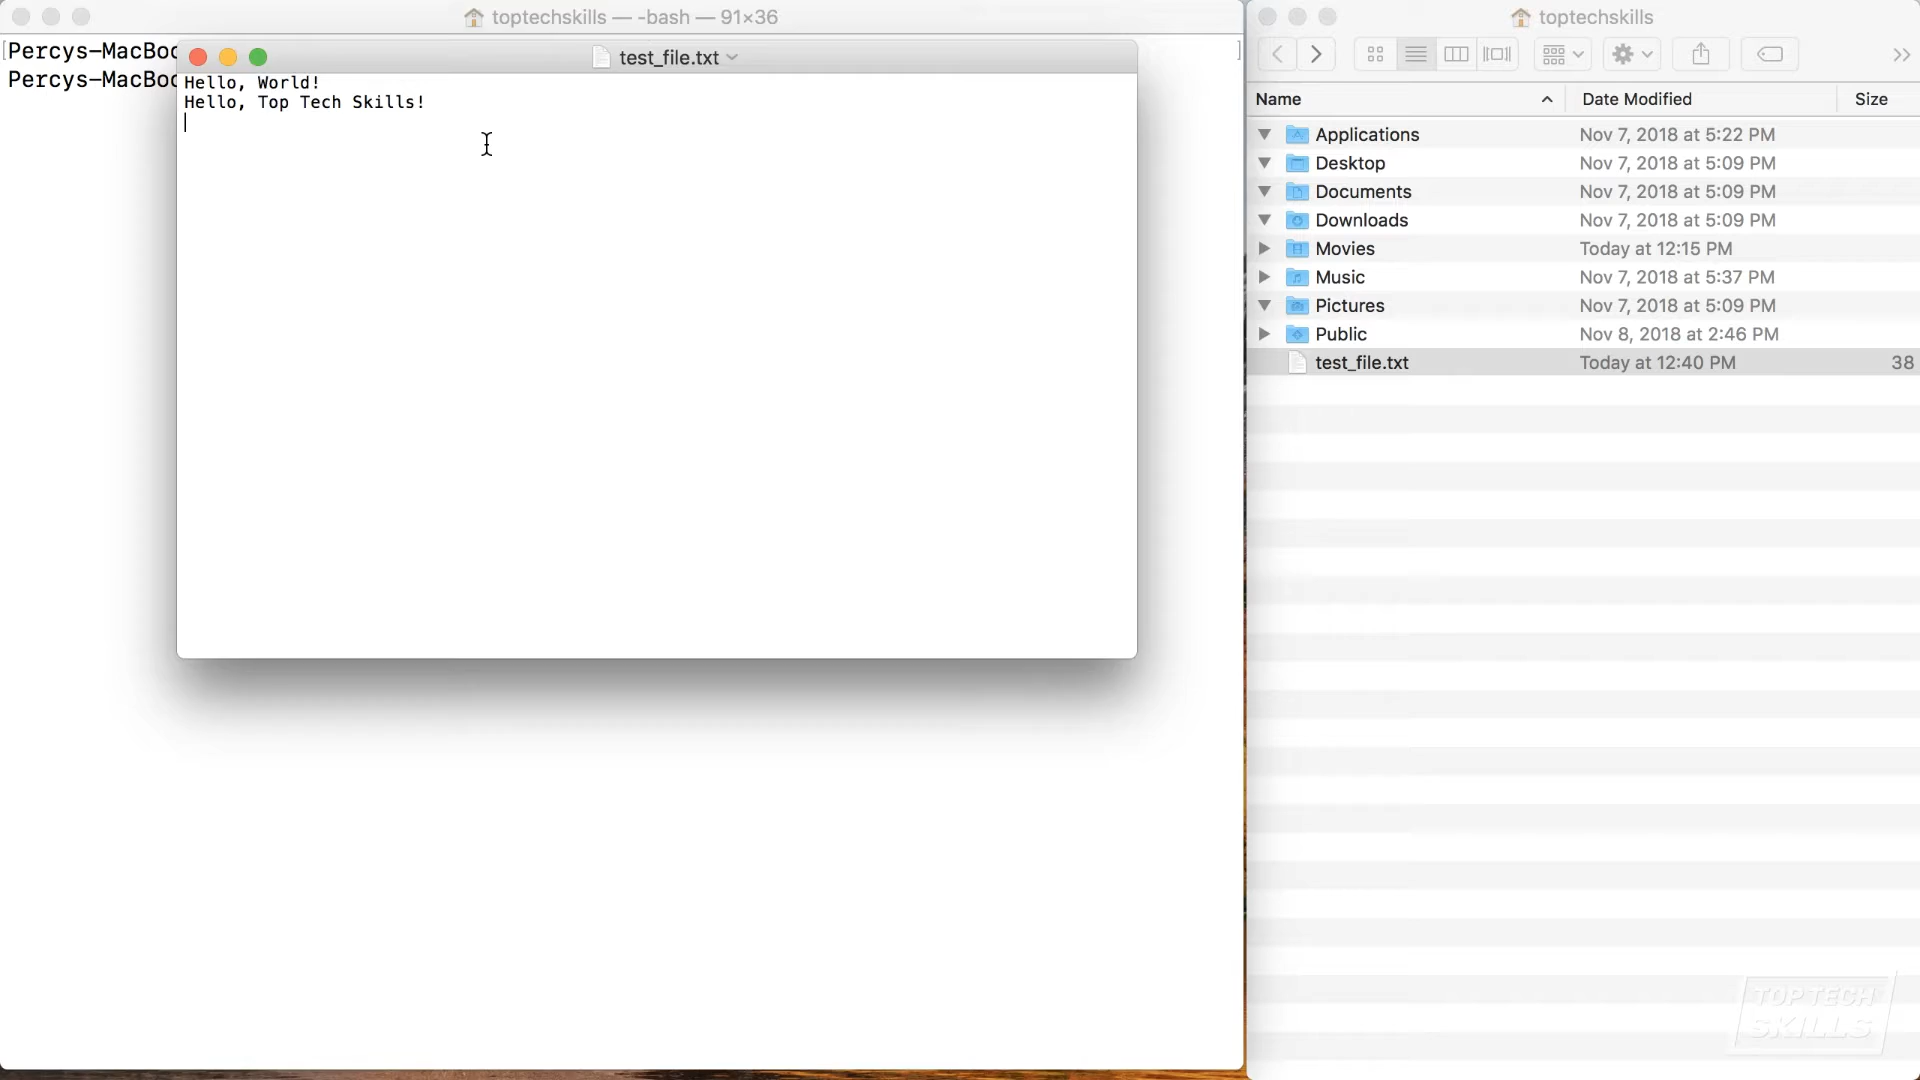 toptechskills — -bash — 91×36
Percys-MacBoo
Percys-MacBoo
test_file.txt
Hello, World!
Hello, Top Tech Skills!
toptechskills
Name Date Modified Size
Applications Nov 7, 2018 at 5:22 PM
Desktop Nov 7, 2018 at 5:09 PM
Documents Nov 7, 2018 at 5:09 PM
Downloads Nov 7, 2018 at 5:09 PM
Movies Today at 12:15 PM
Music Nov 7, 2018 at 5:37 PM
Pictures Nov 7, 2018 at 5:09 PM
Public Nov 8, 2018 at 2:46 PM
test_file.txt Today at 12:40 PM 38
TOP TECH
SKILLS